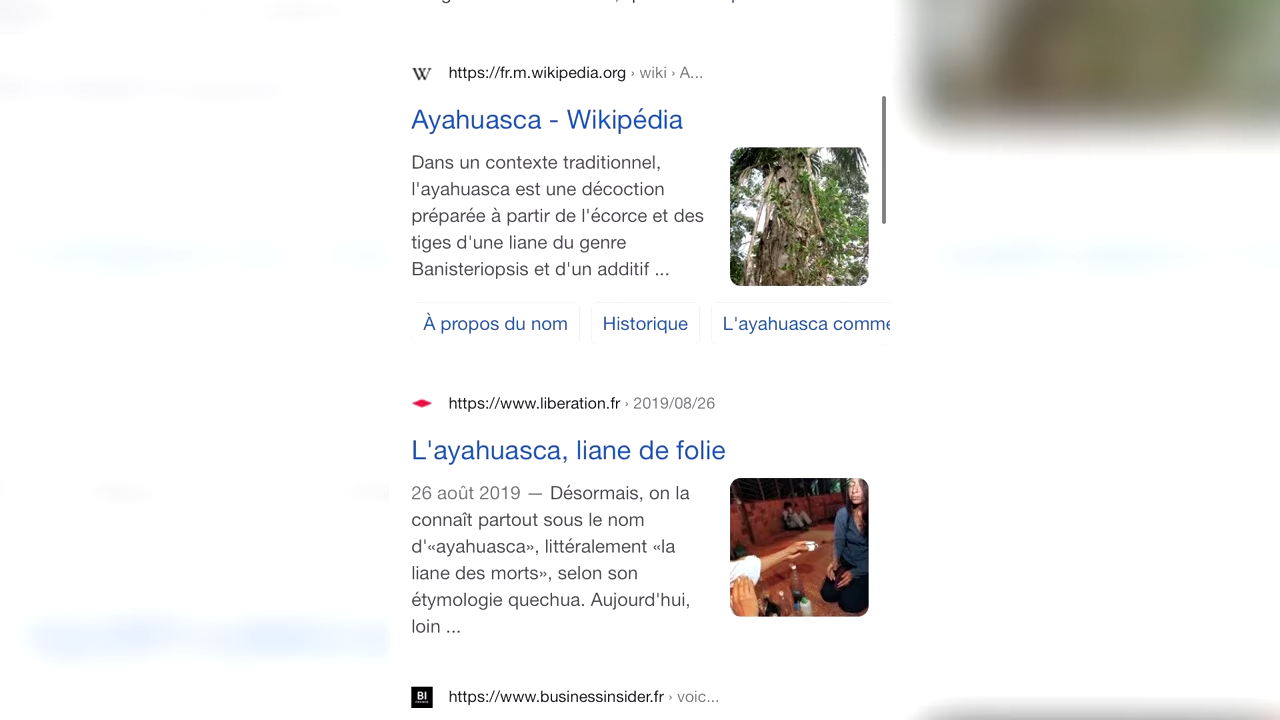 https://fr.m.wikipedia.org › wiki › A...
Ayahuasca - Wikipédia
Dans un contexte traditionnel,
l'ayahuasca est une décoction
préparée à partir de l'écorce et des
tiges d'une liane du genre
Banisteriopsis et d'un additif ...
À propos du nom Historique L'ayahuasca comme
https://www.liberation.fr › 2019/08/26
L'ayahuasca, liane de folie
26 août 2019 — Désormais, on la
connaît partout sous le nom
d'«ayahuasca», littéralement «la
liane des morts», selon son
étymologie quechua. Aujourd'hui,
loin ...
BI
https://www.businessinsider.fr › voic...